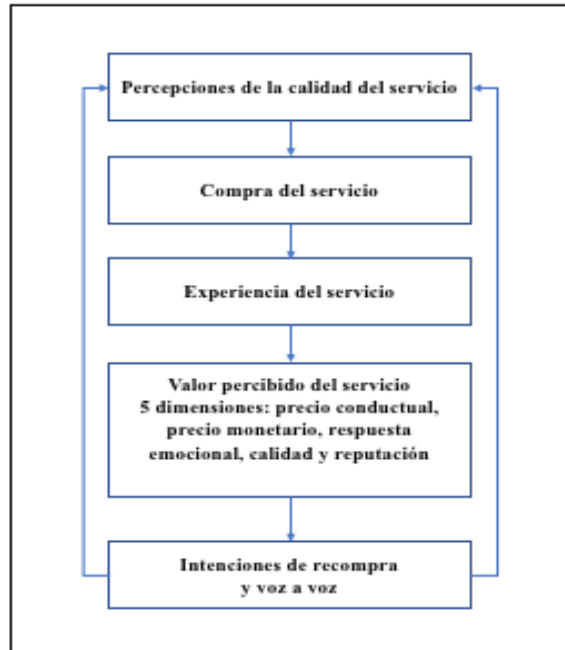 Percepciones de la calidad del servicio
Compra del servicio
Experiencia del servicio
Valor percibido del servicio
5 dimensiones: precio conductual,
precio monetario, respuesta
emocional, calidad y reputación
Intenciones de recompra
y voz a voz